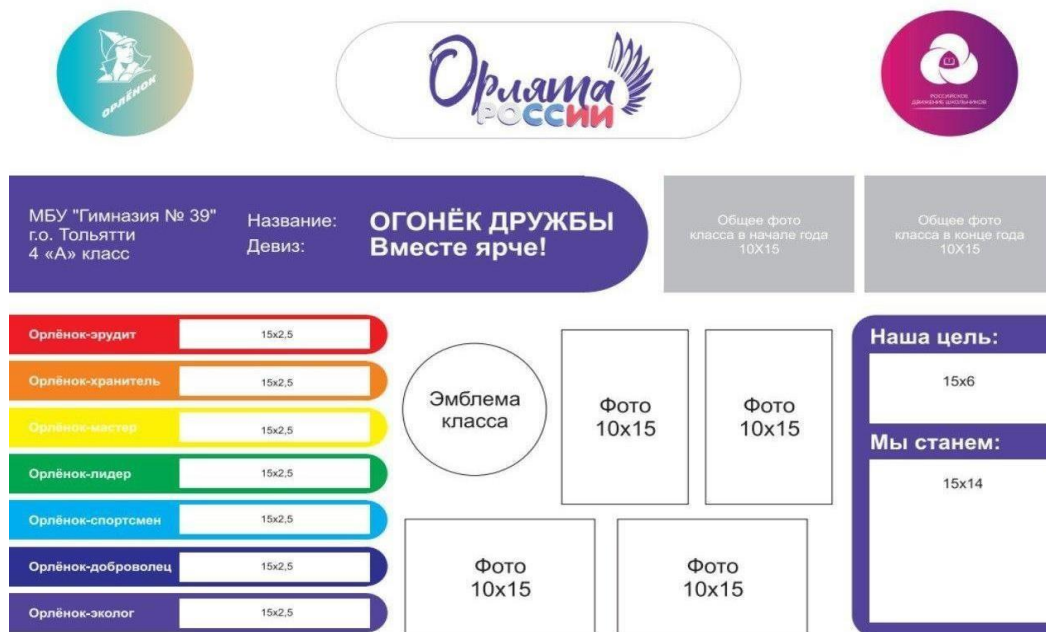 ОРЛЁНОК
Орлята
РОССИИ
РОССИЙСКОЕ
ДВИЖЕНИЕ ШКОЛЬНИКОВ
МБУ "Гимназия № 39"
г.о. Тольятти
4 «А» класс
Название: ОГОНЁК ДРУЖБЫ
Девиз: Вместе ярче!
Общее фото
класса в начале года
10Х15
Общее фото
класса в конце года
10Х15
Орлёнок-эрудит 15х2,5
Орлёнок-хранитель 15х2,5
Орлёнок-мастер 15х2,5
Орлёнок-лидер 15х2,5
Орлёнок-спортсмен 15х2,5
Орлёнок-доброволец 15х2,5
Орлёнок-эколог 15х2,5
Эмблема
класса
Фото
10х15
Фото
10х15
Фото
10х15
Фото
10х15
Наша цель:
15х6
Мы станем:
15х14